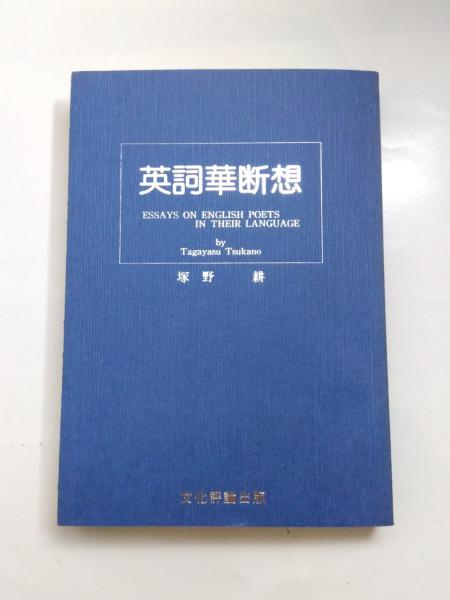 英詞華断想
ESSAYS ON ENGLISH POETS
IN THEIR LANGUAGE
by
Tagayasu Tsukano
塚野 耕
文化評論出版